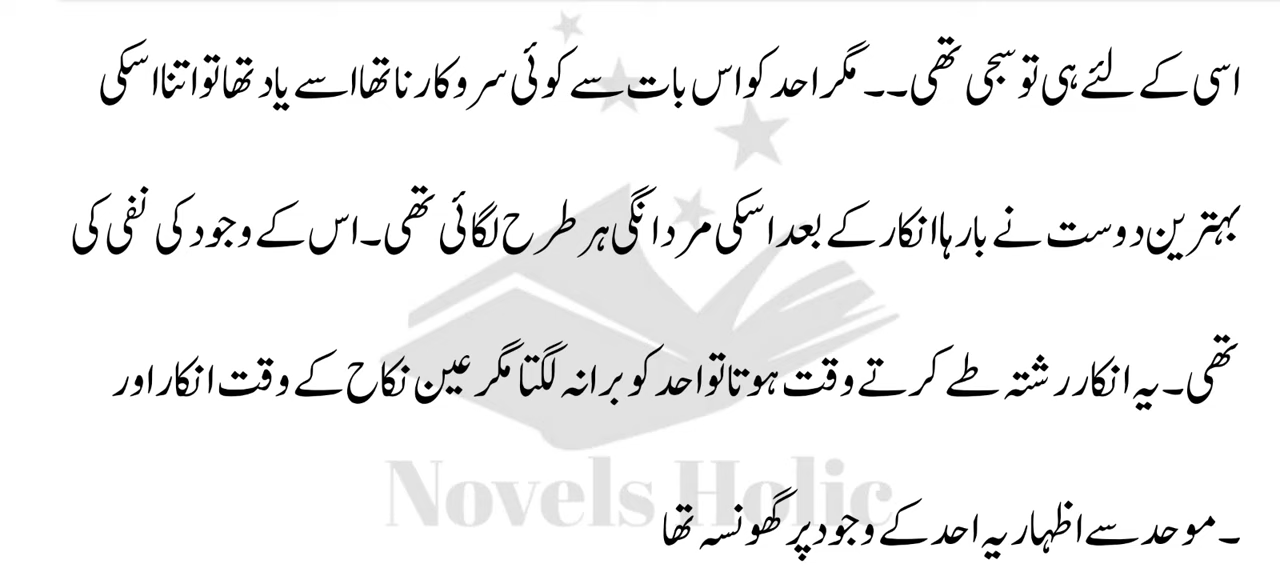 اسی کے لئے ہی تو سجی تھی۔۔ مگر احد کو اس بات سے کوئی سروکار نا تھا اسے یاد تھا تو اتنا اسکی
بہترین دوست نے بارہا انکار کے بعد اسکی مردانگی ہر طرح لگائی تھی۔ اس کے وجود کی نفی کی
تھی۔ یہ انکار رشتہ طے کرتے وقت ہوتا تو احد کو برا نہ لگتا مگر عین نکاح کے وقت انکار اور
۔موحد سے اظہار یہ احد کے وجود پر گھونسہ تھا
Novels Holic